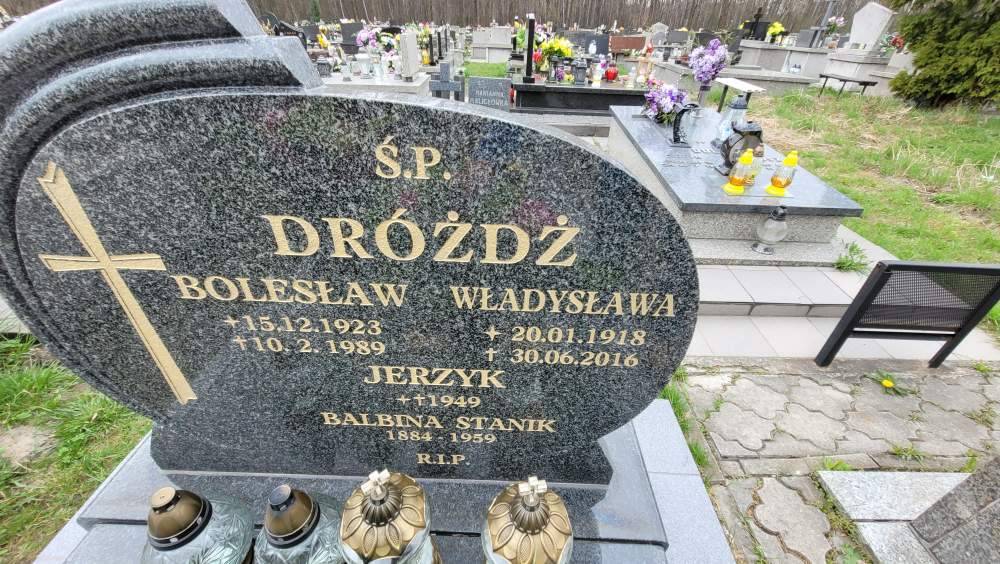 Ś.P.
DRÓŻDŻ
BOLESŁAW WŁADYSŁAWA
+15.12.1923 +20.01.1918
†10. 2. 1989 † 30.06.2016
JERZYK
+†1949
BALBINA STANIK
1884 - 1959
R.I.P.
MARIANNA